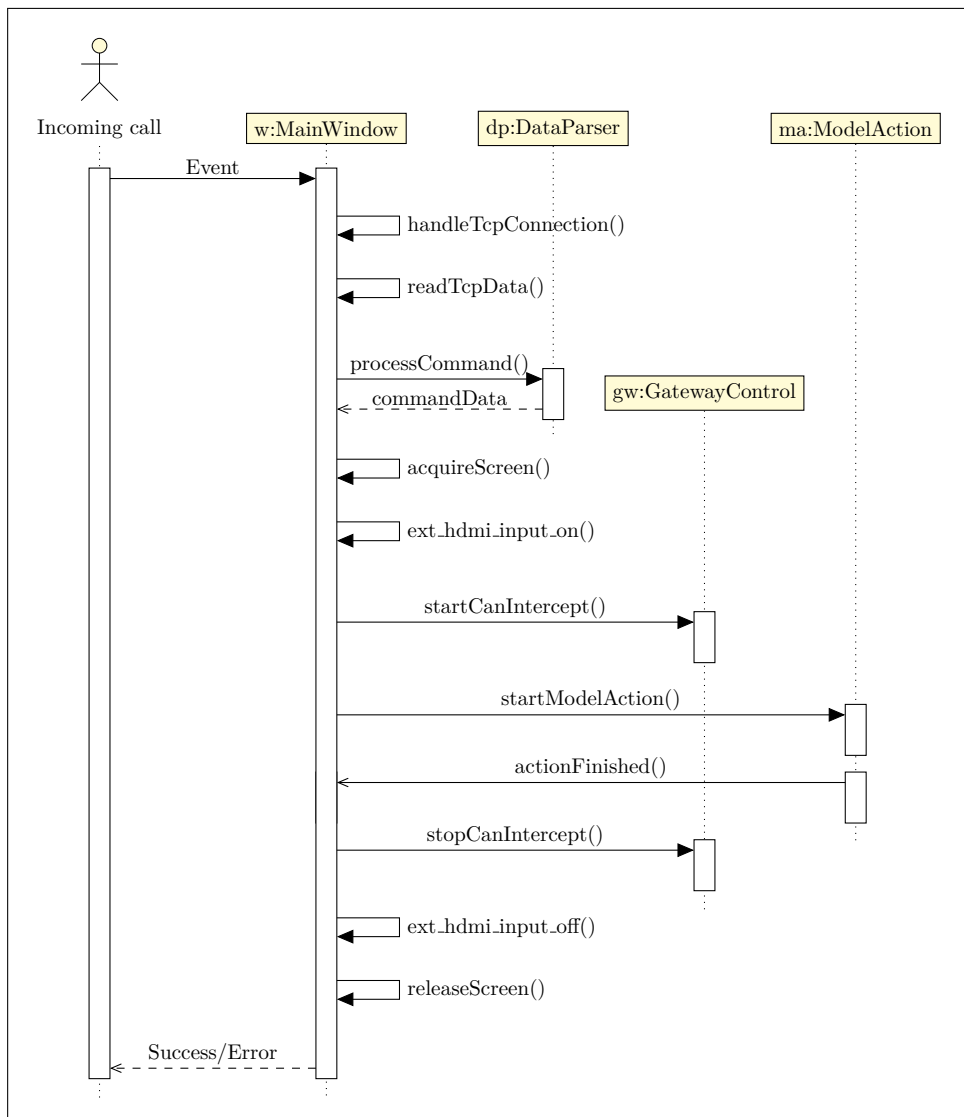 Incoming call
w:MainWindow
dp:DataParser
ma:ModelAction
Event
handleTcpConnection()
readTcpData()
processCommand()
commandData
gw:GatewayControl
acquireScreen()
ext_hdmi_input_on()
startCanIntercept()
startModelAction()
actionFinished()
stopCanIntercept()
ext_hdmi_input_off()
releaseScreen()
Success/Error